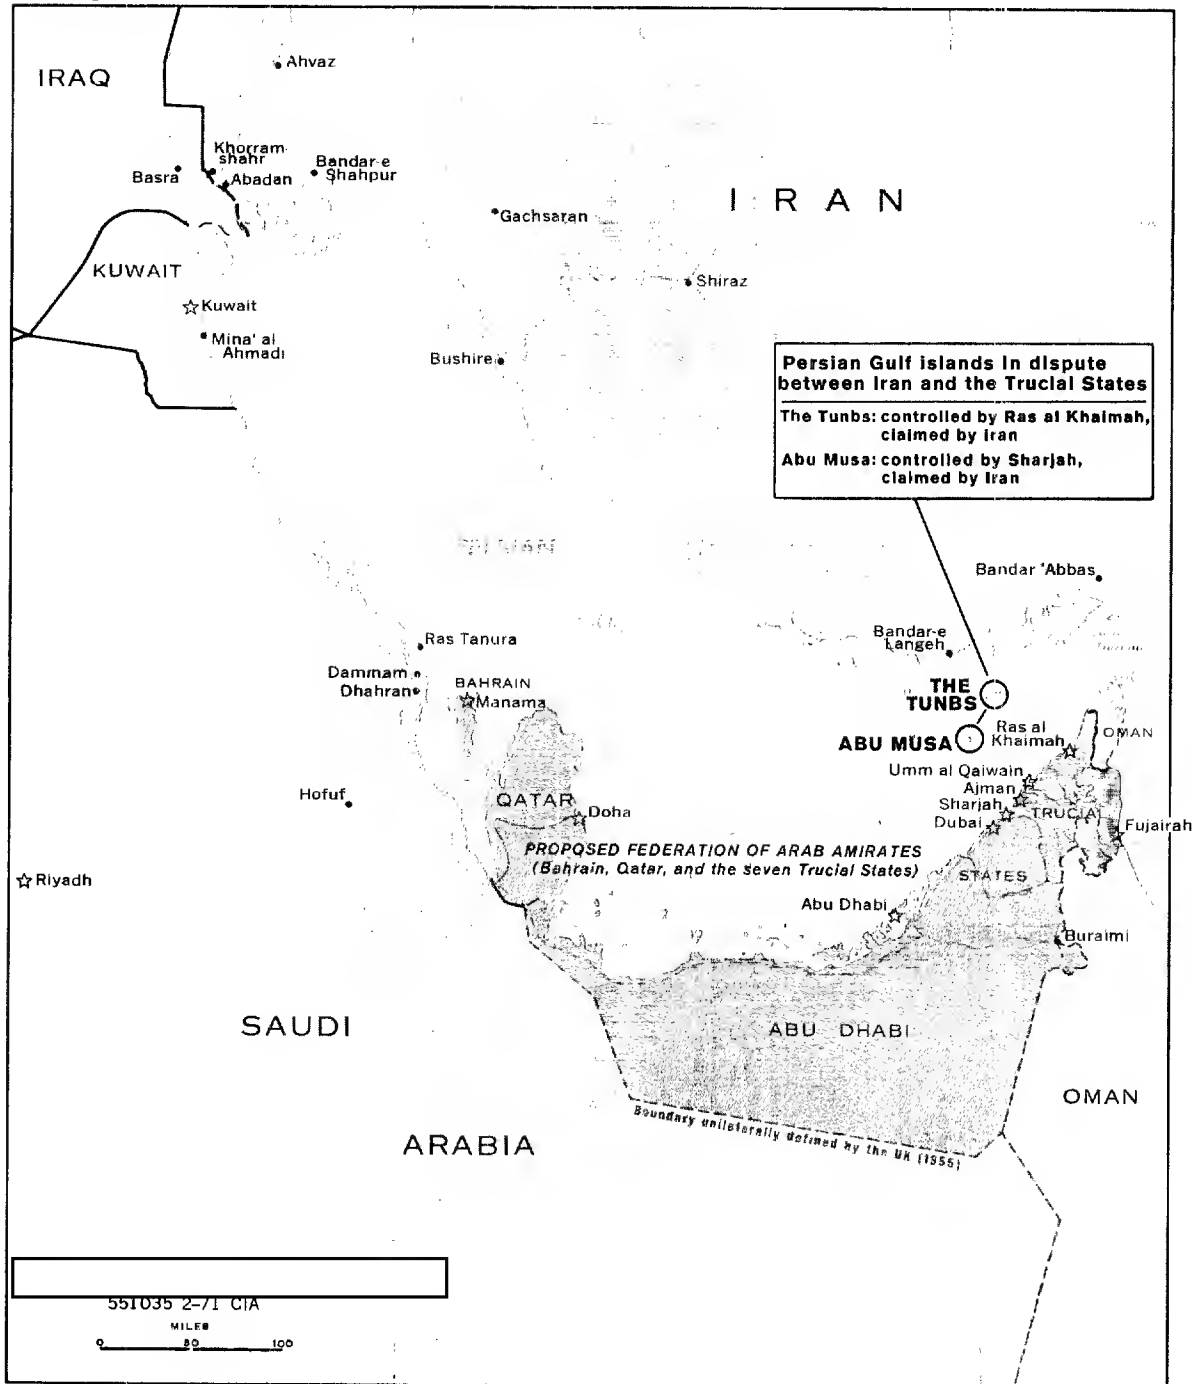 IRAQ
Ahvaz
Khorram-
shahr
Basra
Abadan
Bandar-e
Shahpur
IRAN
Gachsaran
KUWAIT
Shiraz
Kuwait
Mina' al
Ahmadi
Bushire
Persian Gulf islands in dispute
between Iran and the Trucial States
The Tunbs: controlled by Ras al Khaimah,
claimed by Iran
Abu Musa: controlled by Sharjah,
claimed by Iran
Bandar 'Abbas
Ras Tanura
Bandar-e
Langeh
Dammam
Dhahran
BAHRAIN
Manama
THE
TUNBS
ABU MUSA
Ras al
Khaimah
OMAN
Umm al Qaiwain
Ajman
Sharjah
Dubai
TRUCIAL
Fujairah
Hofuf
QATAR
Doha
PROPOSED FEDERATION OF ARAB AMIRATES
(Bahrain, Qatar, and the seven Trucial States)
STATES
Riyadh
Abu Dhabi
Buraimi
SAUDI
ABU DHABI
OMAN
Boundary unilaterally defined by the UK (1955)
ARABIA
551035 2-71 CIA
MILES
0 50 100